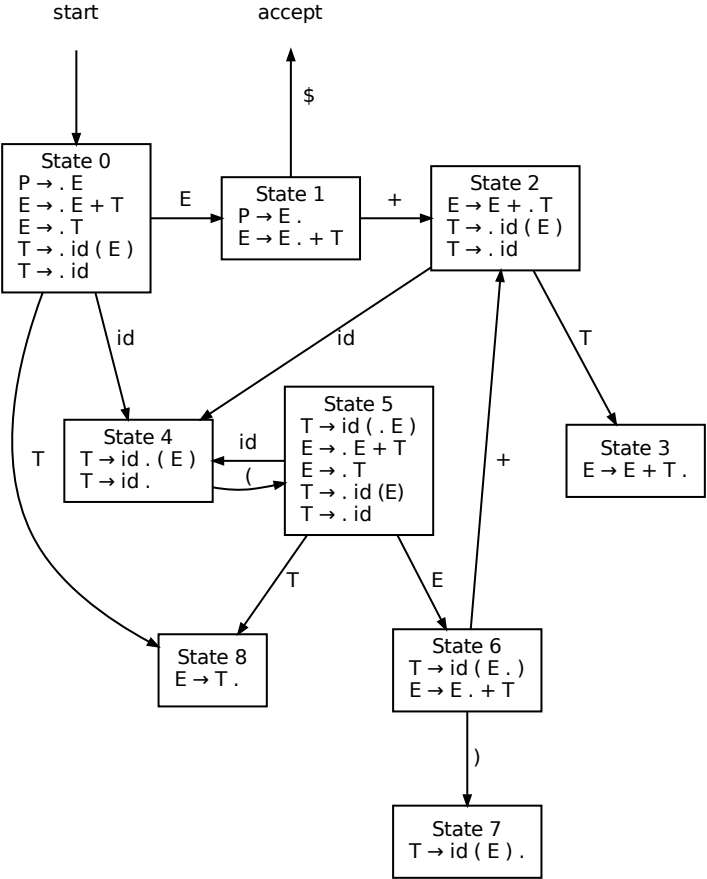 start
accept
$
State 0
P → . E
E → . E + T
E → . T
T → . id ( E )
T → . id
E
State 1
P → E .
E → E . + T
+
State 2
E → E + . T
T → . id ( E )
T → . id
id
id
T
T
State 4
T → id . ( E )
T → id .
id
(
State 5
T → id ( . E )
E → . E + T
E → . T
T → . id (E)
T → . id
State 3
E → E + T .
+
T
E
State 8
E → T .
State 6
T → id ( E . )
E → E . + T
)
State 7
T → id ( E ) .